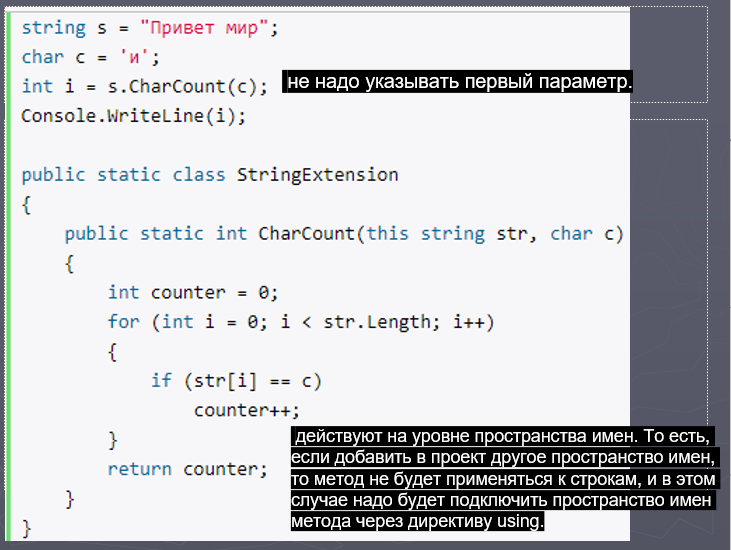 string s = "Привет мир";
char c = 'и';
int i = s.CharCount(c); не надо указывать первый параметр.
Console.WriteLine(i);
public static class StringExtension
{
public static int CharCount(this string str, char c)
{
int counter = 0;
for (int i = 0; i < str.Length; i++)
{
if (str[i] == c)
counter++;
}
return counter;
}
}
действуют на уровне пространства имен. То есть,
если добавить в проект другое пространство имен,
то метод не будет применяться к строкам, и в этом
случае надо будет подключить пространство имен
метода через директиву using.